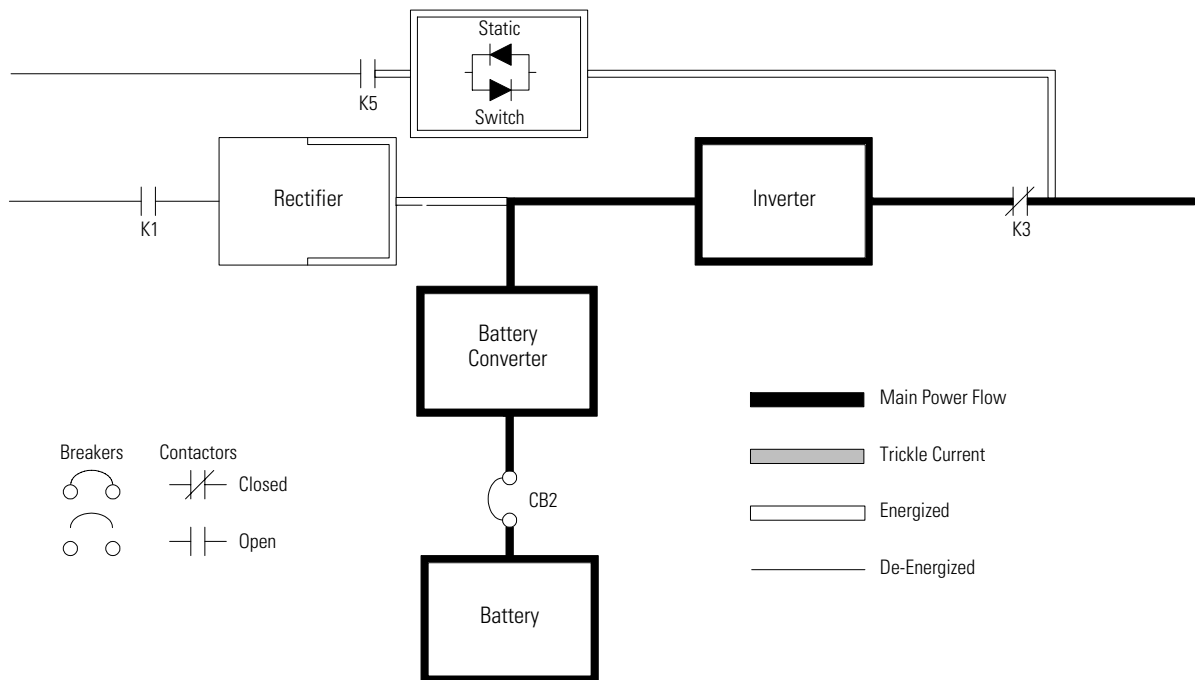 Static
Switch
K5
Rectifier
Inverter
K1
K3
Battery
Converter
Main Power Flow
Breakers
Contactors
Trickle Current
Closed
CB2
Energized
Open
De-Energized
Battery